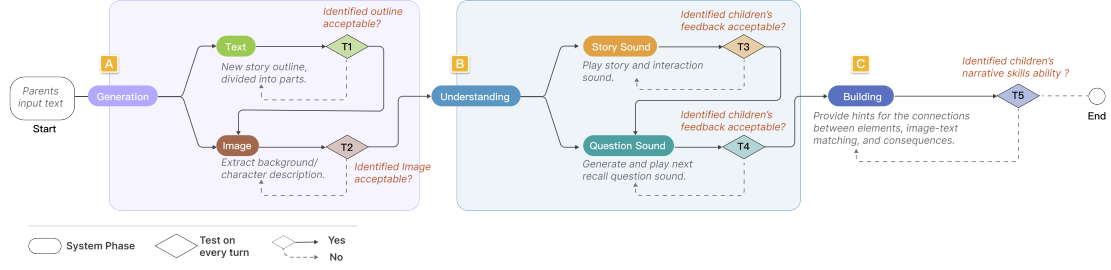 Parents
input text
Start
A
Generation
Text
New story outline,
divided into parts.
Identified outline
acceptable?
T1
Image
Extract background/
character description.
T2
Identified Image
acceptable?
B
Understanding
Story Sound
Play story and interaction
sound.
Identified children's
feedback acceptable?
T3
Question Sound
Generate and play next
recall question sound.
Identified children's
feedback acceptable?
T4
C
Building
Provide hints for the connections
between elements, image-text
matching, and consequences.
Identified children's
narrative skills ability ?
T5
End
System Phase
Test on
every turn
Yes
No